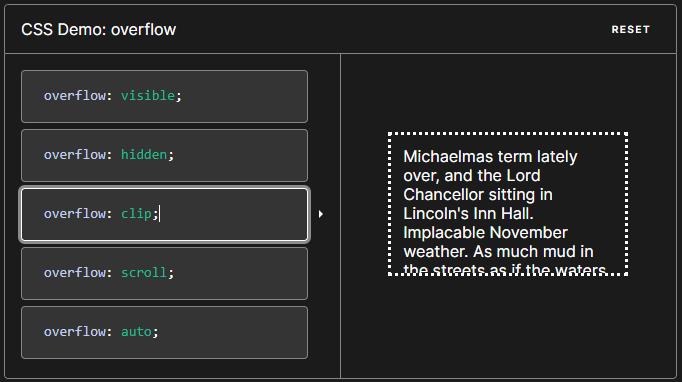 CSS Demo: overflow
RESET
overflow: visible;
overflow: hidden;
overflow: clip;
overflow: scroll;
overflow: auto;
Michaelmas term lately
over, and the Lord
Chancellor sitting in
Lincoln's Inn Hall.
Implacable November
weather. As much mud in
the streets as if the waters